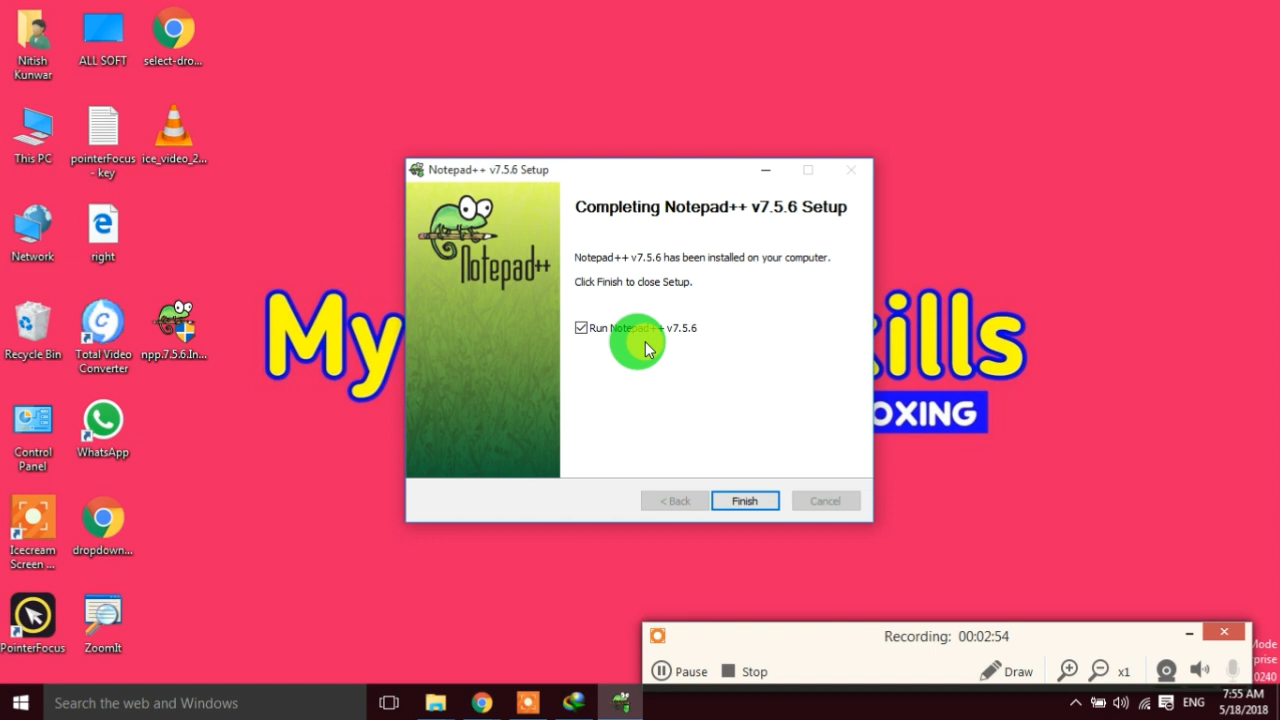 Nitish
Kunwar
ALL SOFT
select-dro...
This PC
pointerFocus
- key
ice_video_2...
Network
right
Recycle Bin
Total Video
Converter
npp.7.5.6.In...
Control
Panel
WhatsApp
Icecream
Screen ...
dropdown...
PointerFocus
ZoomIt
My
kills
OXING
Notepad++ v7.5.6 Setup
Notepad++
Completing Notepad++ v7.5.6 Setup
Notepad++ v7.5.6 has been installed on your computer.
Click Finish to close Setup.
Run Notepad++ v7.5.6
< Back
Finish
Cancel
Recording: 00:02:54
Pause
Stop
Draw
x1
Mode
prise
0240
Search the web and Windows
ENG
7:55 AM
5/18/2018